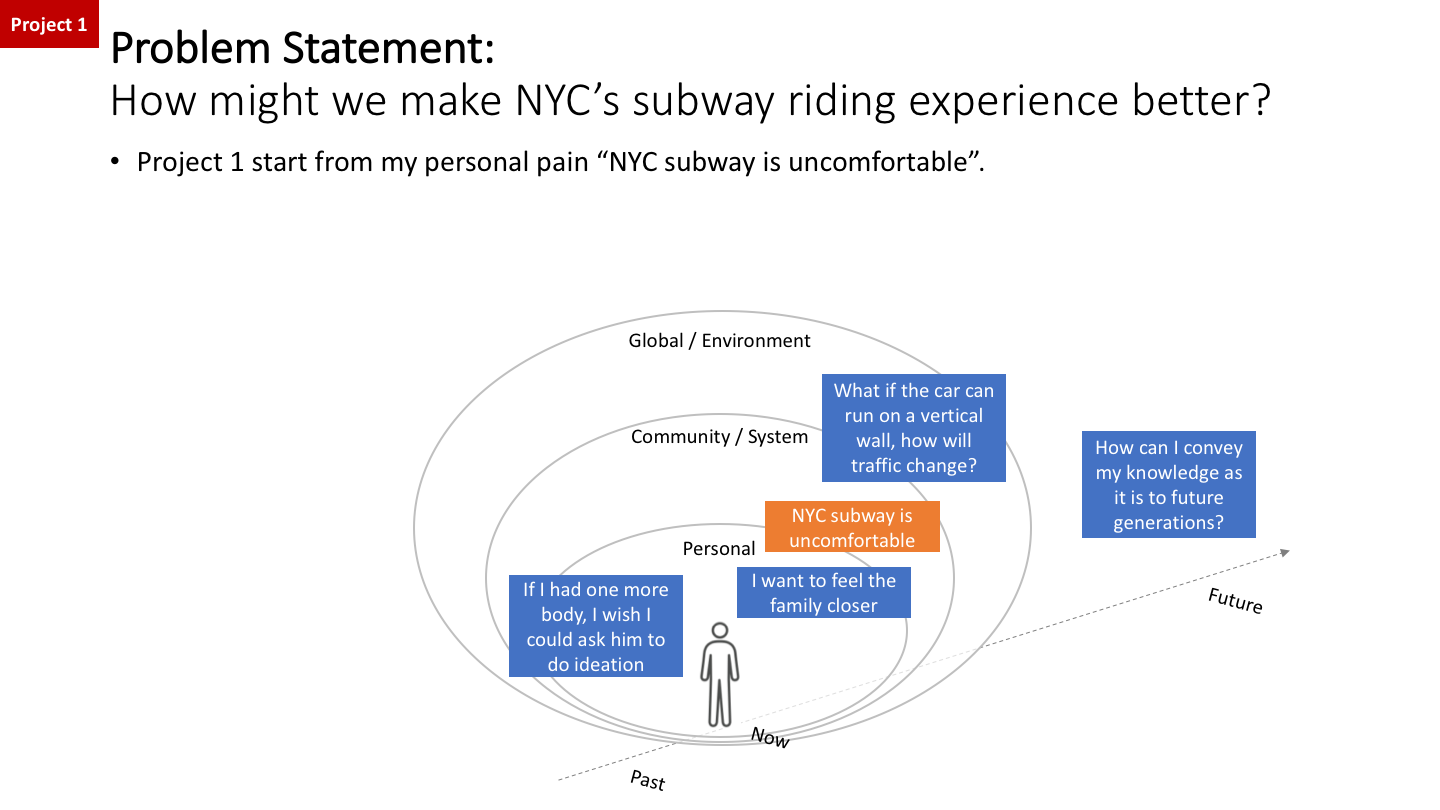 Project 1
Problem Statement:
How might we make NYC’s subway riding experience better?
• Project 1 start from my personal pain “NYC subway is uncomfortable”.
Global / Environment
What if the car can
run on a vertical
wall, how will
traffic change?
Community / System
How can I convey
my knowledge as
it is to future
generations?
NYC subway is
uncomfortable
Personal
I want to feel the
family closer
If I had one more
body, I wish I
could ask him to
do ideation
Future
Now
Past